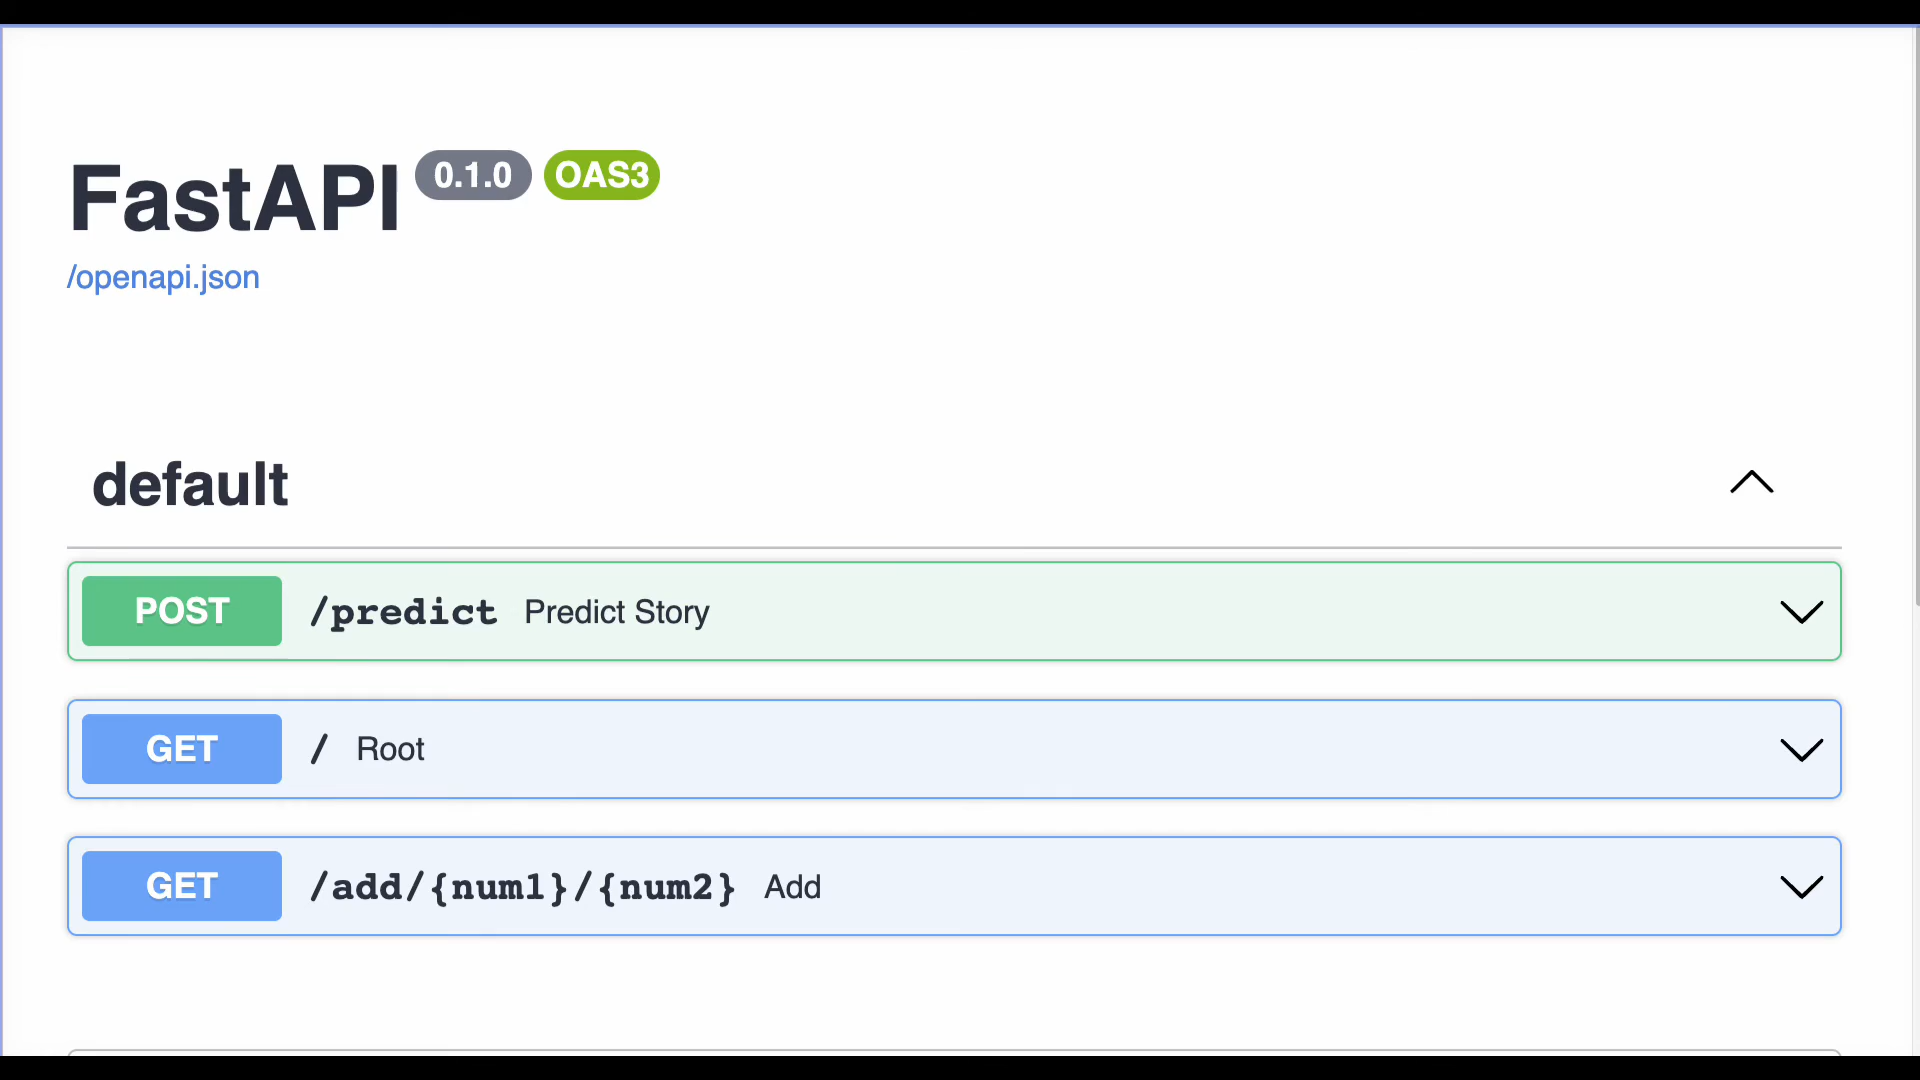 FastAPI 0.1.0 OAS3
/openapi.json
default
POST /predict Predict Story
GET / Root
GET /add/{num1}/{num2} Add